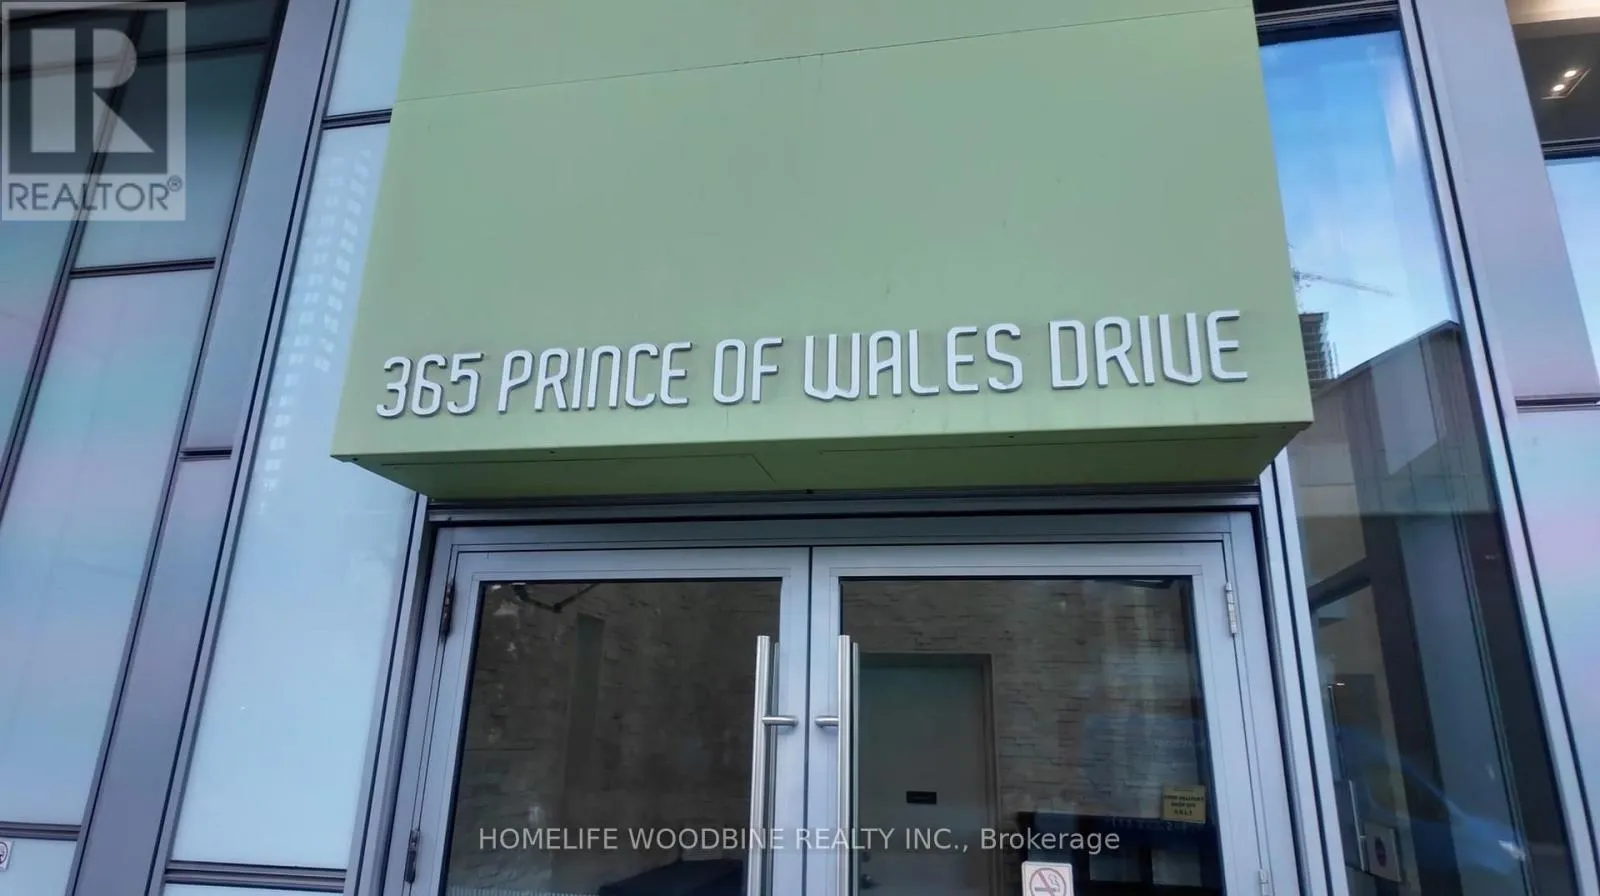 REALTOR®
365 PRINCE OF WALES DRIVE
HOMELIFE WOODBINE REALTY INC., Brokerage